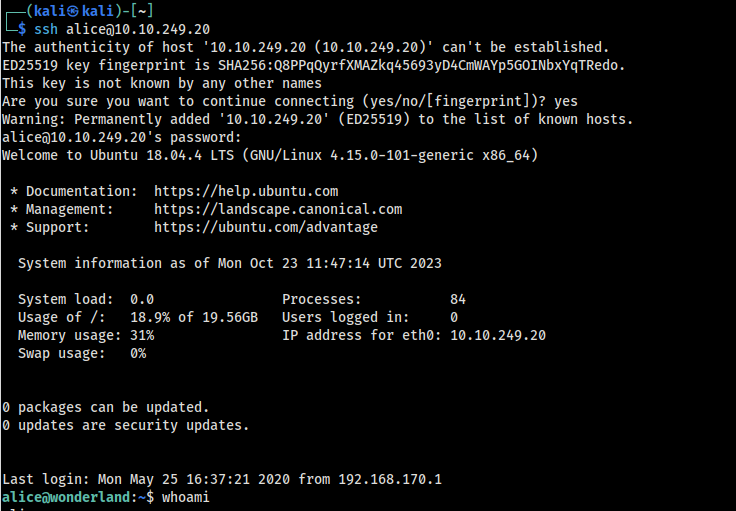 ┌──(kali㉿kali)-[~]
└─$ ssh alice@10.10.249.20
The authenticity of host '10.10.249.20 (10.10.249.20)' can't be established.
ED25519 key fingerprint is SHA256:Q8PPqQyrfXMAZkq45693yD4CmWAYp5GOINbxYqTRedo.
This key is not known by any other names
Are you sure you want to continue connecting (yes/no/[fingerprint])? yes
Warning: Permanently added '10.10.249.20' (ED25519) to the list of known hosts.
alice@10.10.249.20's password:
Welcome to Ubuntu 18.04.4 LTS (GNU/Linux 4.15.0-101-generic x86_64)
* Documentation:  https://help.ubuntu.com
* Management:     https://landscape.canonical.com
* Support:        https://ubuntu.com/advantage
System information as of Mon Oct 23 11:47:14 UTC 2023
System load:  0.0                Processes:           84
Usage of /:   18.9% of 19.56GB   Users logged in:     0
Memory usage: 31%                IP address for eth0: 10.10.249.20
Swap usage:   0%
0 packages can be updated.
0 updates are security updates.
Last login: Mon May 25 16:37:21 2020 from 192.168.170.1
alice@wonderland:~$ whoami